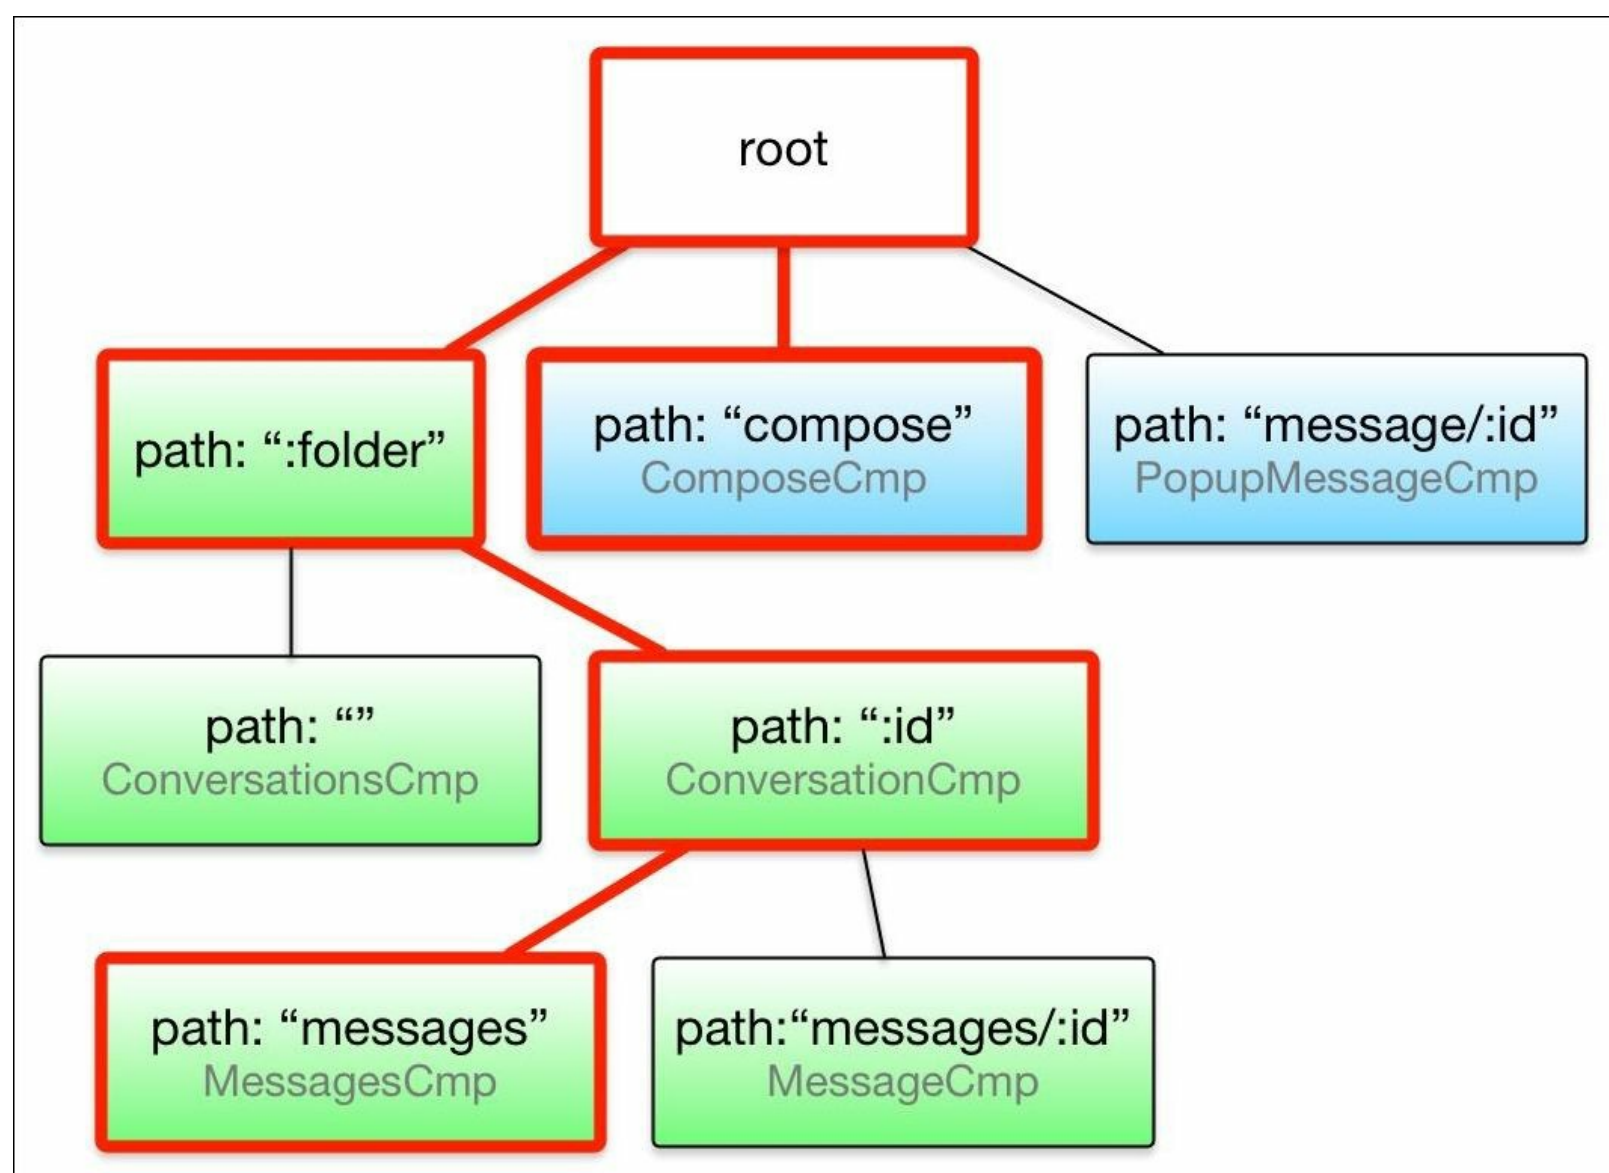 root
path: “:folder”
path: “compose”
ComposeCmp
path: “message/:id”
PopupMessageCmp
path: “”
ConversationsCmp
path: “:id”
ConversationCmp
path: “messages”
MessagesCmp
path:“messages/:id”
MessageCmp